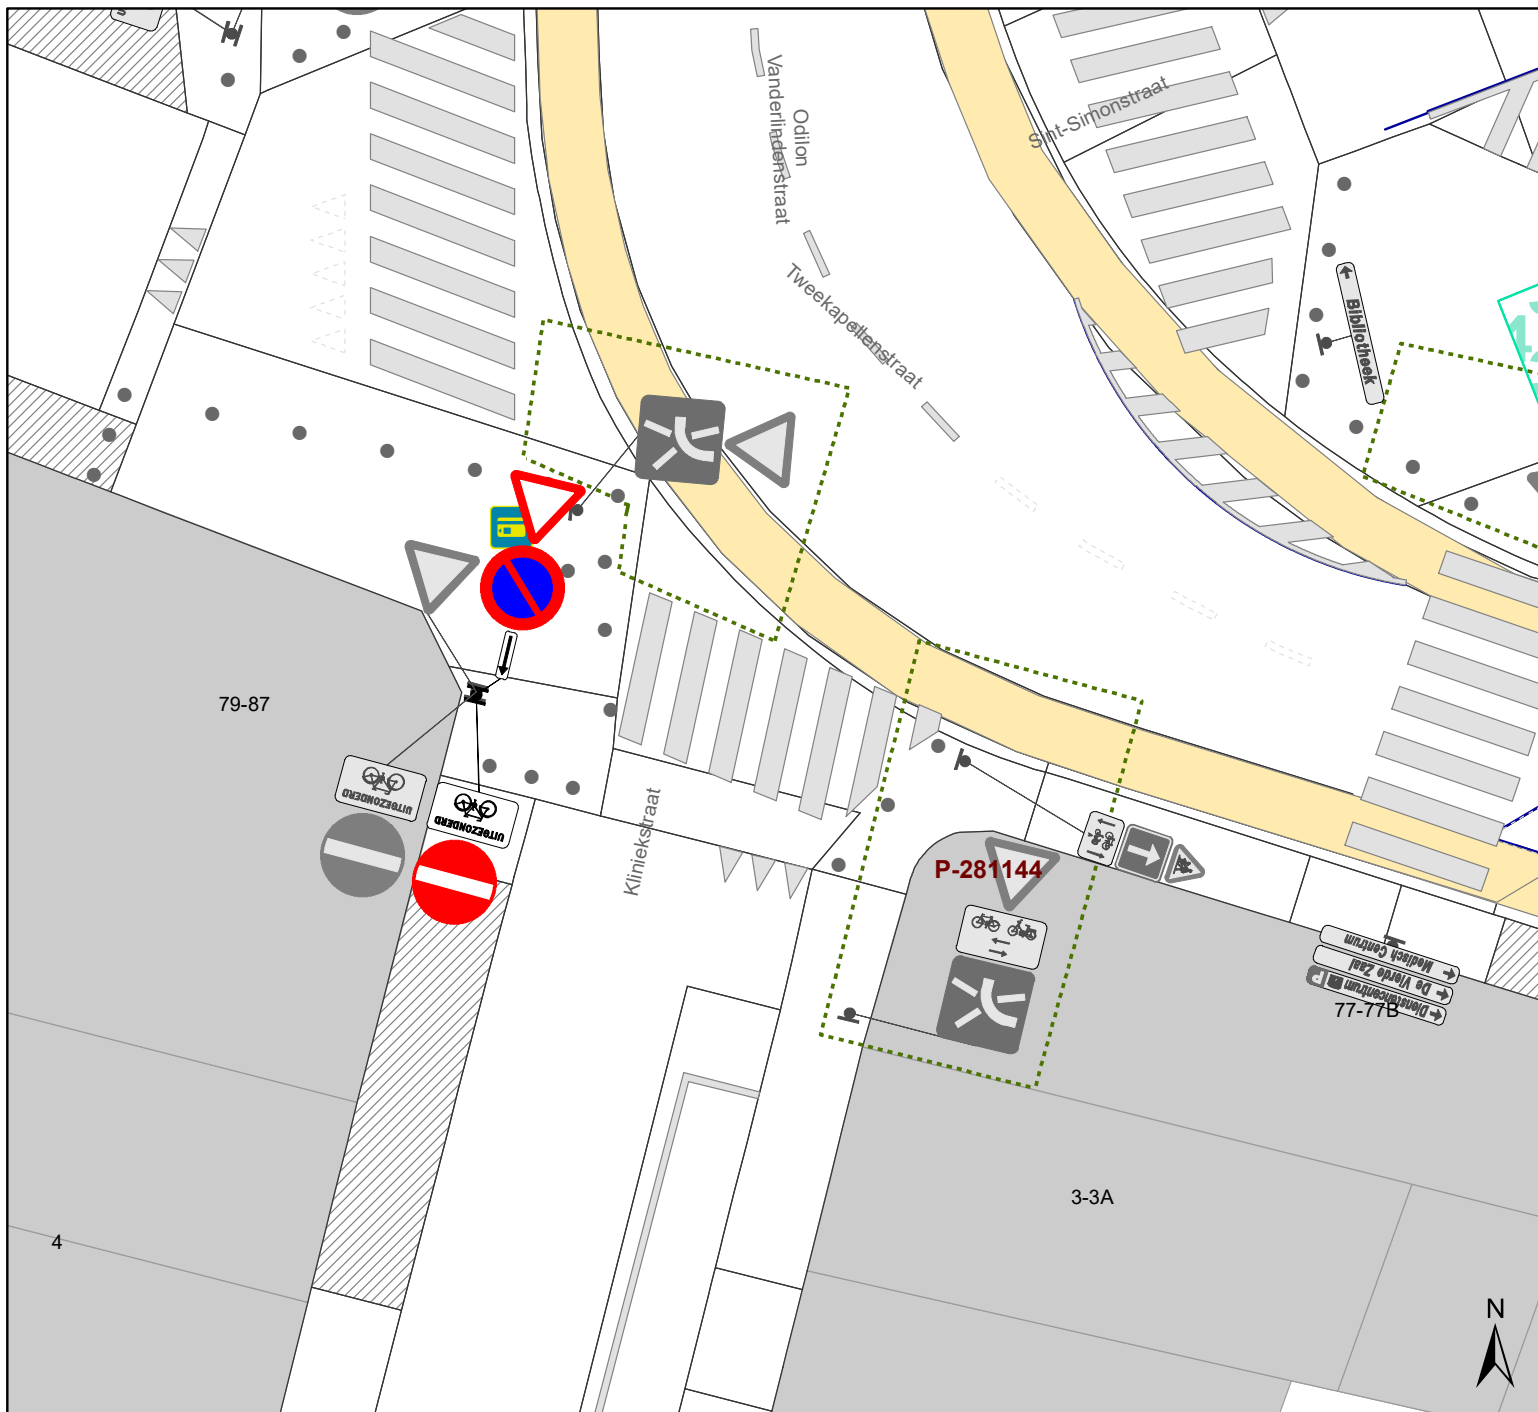 Odilon
Vanderlindenstraat
Sint-Simonstraat
Tweekapellenstraat
Bibliotheek
79-87
UITGEZONDERD
UITGEZONDERD
Kliniekstraat
P-281144
Medisch Centrum
De Vierde Zaal
P Dienstencentrum
77-77B
3-3A
4
N